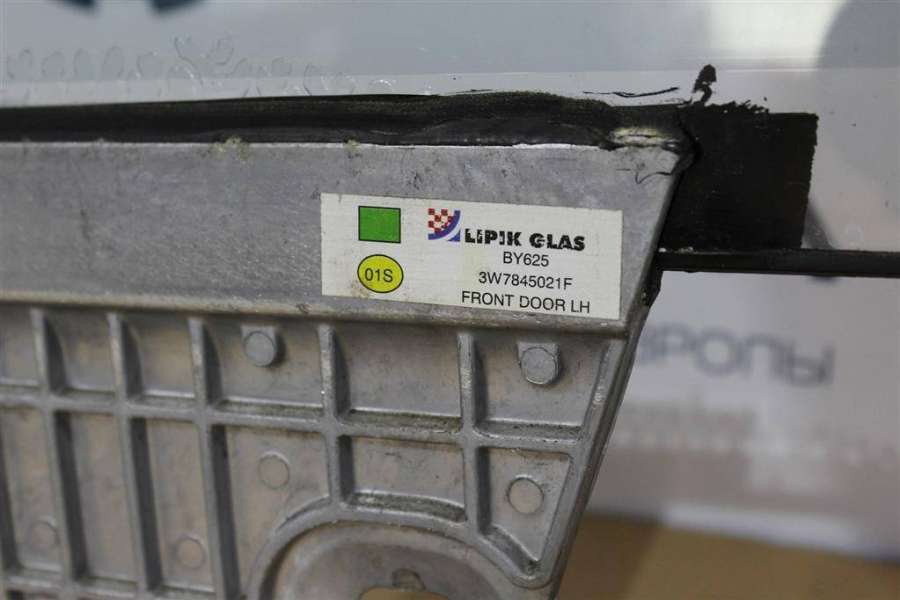 LIPIK GLAS
BY625
01S
3W7845021F
FRONT DOOR LH